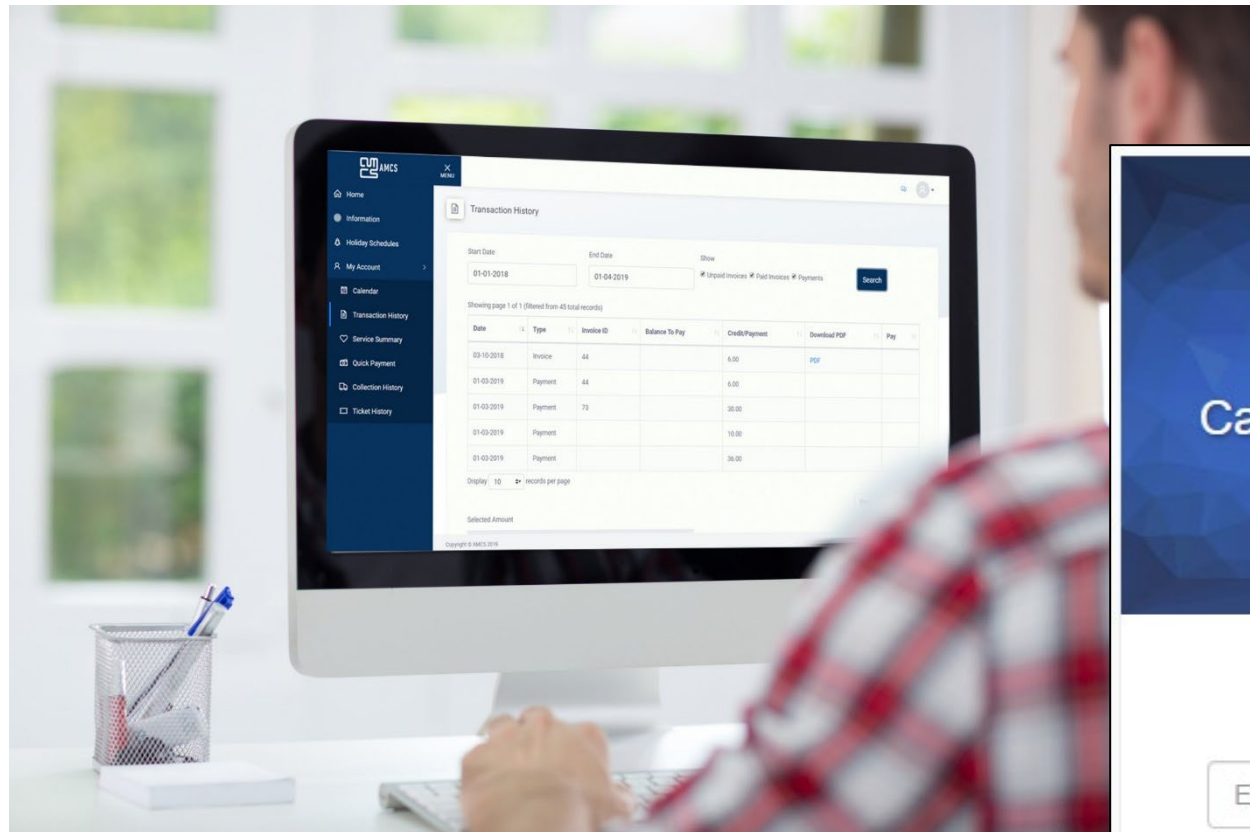 AMCS
X
MENU
Home
Information
Holiday Schedules
My Account
Calendar
Transaction History
Service Summary
Quick Payment
Collection History
Ticket History
Transaction History
Start Date End Date Show
01-01-2018 01-04-2019 Unpaid Invoices Paid Invoices Payments Search
Showing page 1 of 1 (filtered from 45 total records)
Date Type Invoice ID Balance To Pay Credit/Payment Download PDF Pay
03-10-2018 Invoice 44 6.00 PDF
01-03-2019 Payment 44 6.00
01-03-2019 Payment 73 30.00
01-03-2019 Payment 10.00
01-03-2019 Payment 36.00
Display 10 records per page
Selected Amount
Copyright © AMCS 2019
Ca
E